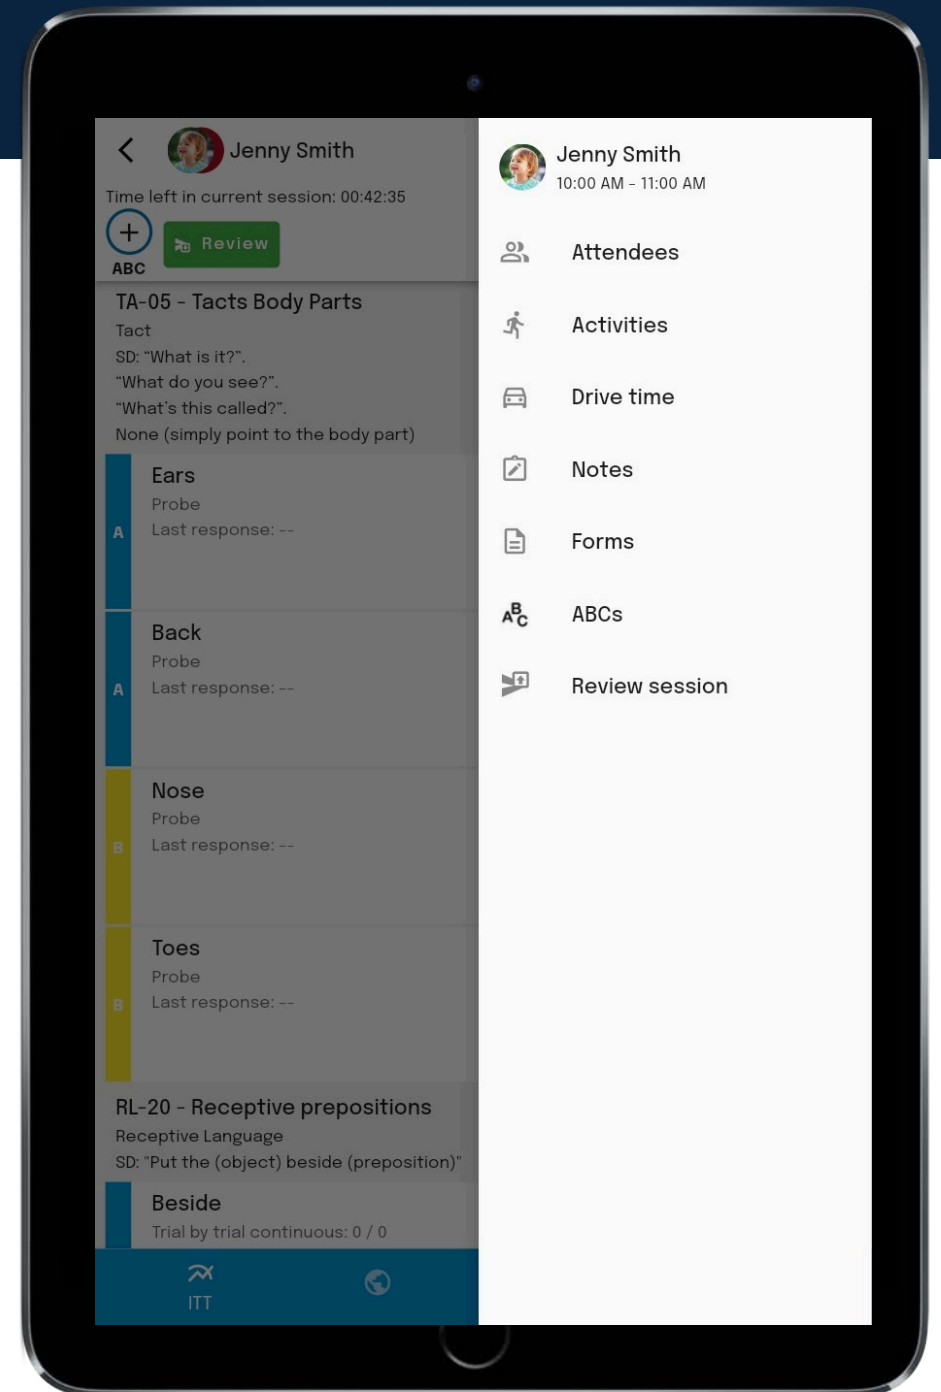 Jenny Smith
Time left in current session: 00:42:35
ABC
Review
TA-05 - Tacts Body Parts
Tact
SD: “What is it?”.
“What do you see?”.
“What’s this called?”.
None (simply point to the body part)
A
Ears
Probe
Last response: --
A
Back
Probe
Last response: --
B
Nose
Probe
Last response: --
B
Toes
Probe
Last response: --
RL-20 - Receptive prepositions
Receptive Language
SD: "Put the (object) beside (preposition)"
Beside
Trial by trial continuous: 0 / 0
ITT
Jenny Smith
10:00 AM - 11:00 AM
Attendees
Activities
Drive time
Notes
Forms
ABC
ABCs
Review session